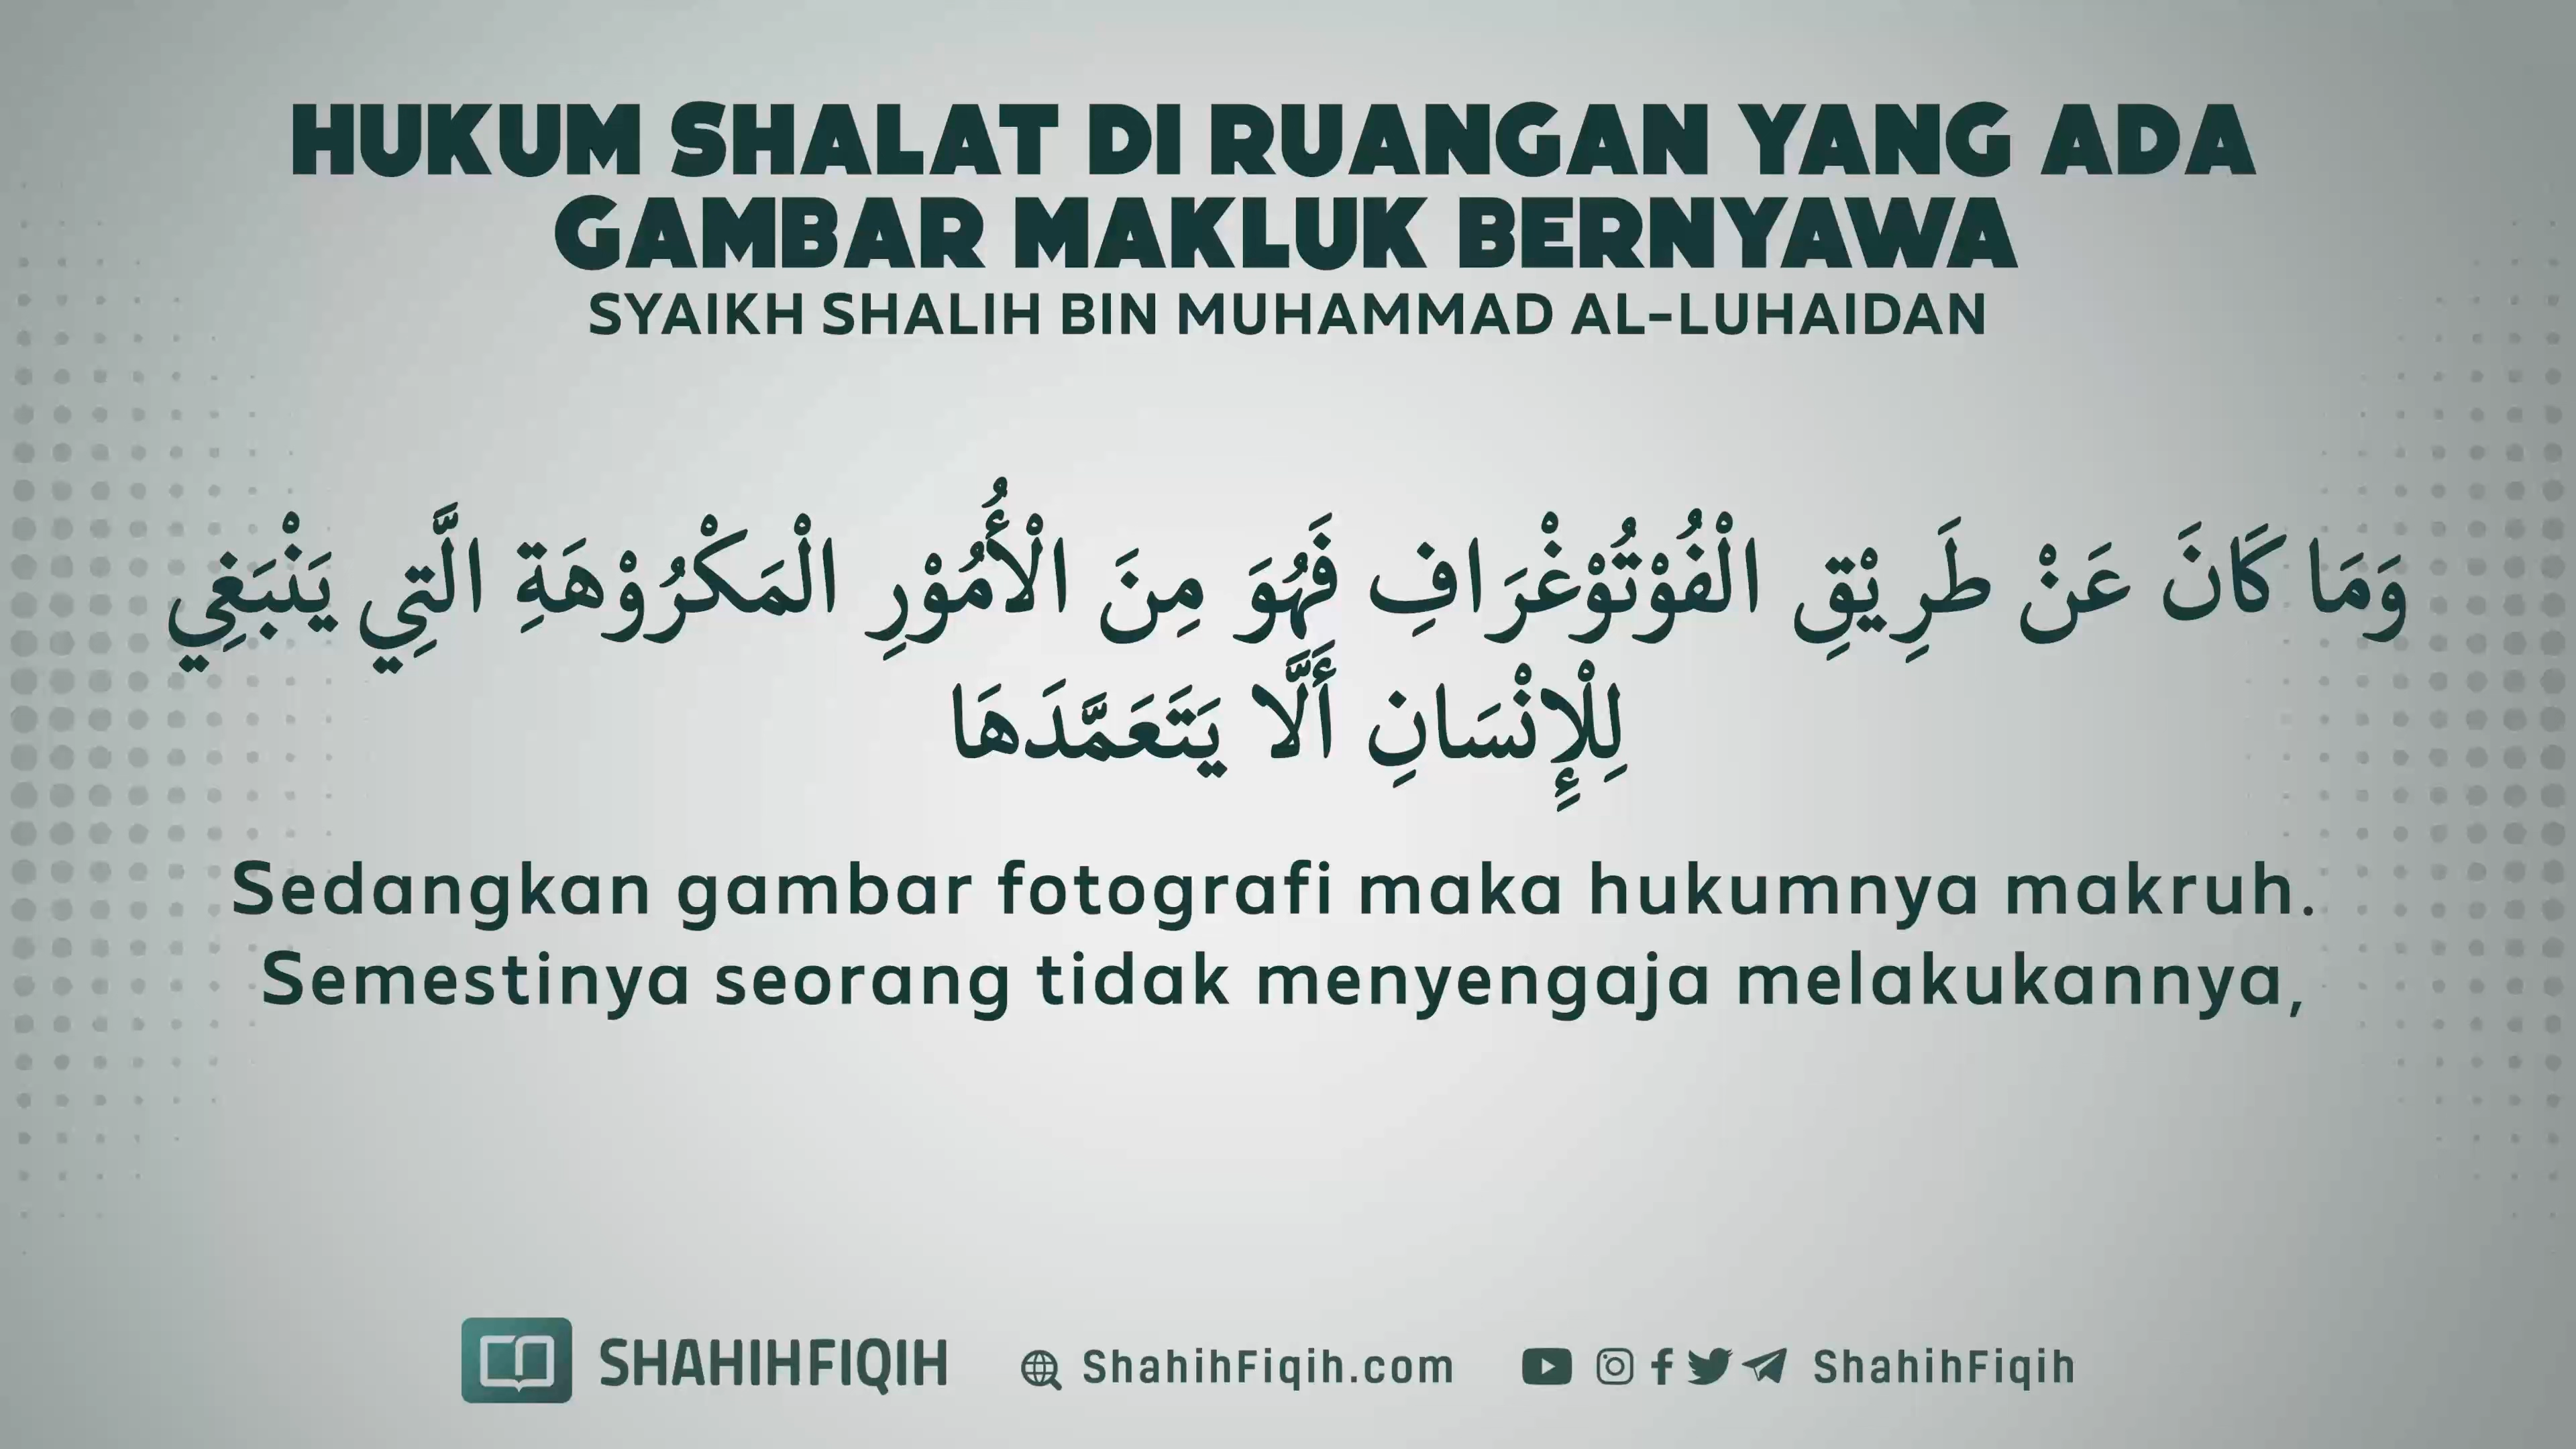 HUKUM SHALAT DI RUANGAN YANG ADA
GAMBAR MAKLUK BERNYAWA
SYAIKH SHALIH BIN MUHAMMAD AL-LUHAIDAN
وَمَا كَانَ عَنْ طَرِيْقِ الْفُوْتُوْغْرَافِ فَهُوَ مِنَ الْأُمُوْرِ الْمَكْرُوْهَةِ الَّتِي يَنْبَغِي
لِلْإِنْسَانِ أَلَّا يَتَعَمَّدَهَا
Sedangkan gambar fotografi maka hukumnya makruh.
Semestinya seorang tidak menyengaja melakukannya,
SHAHIHFIQIH ShahihFiqih.com ShahihFiqih